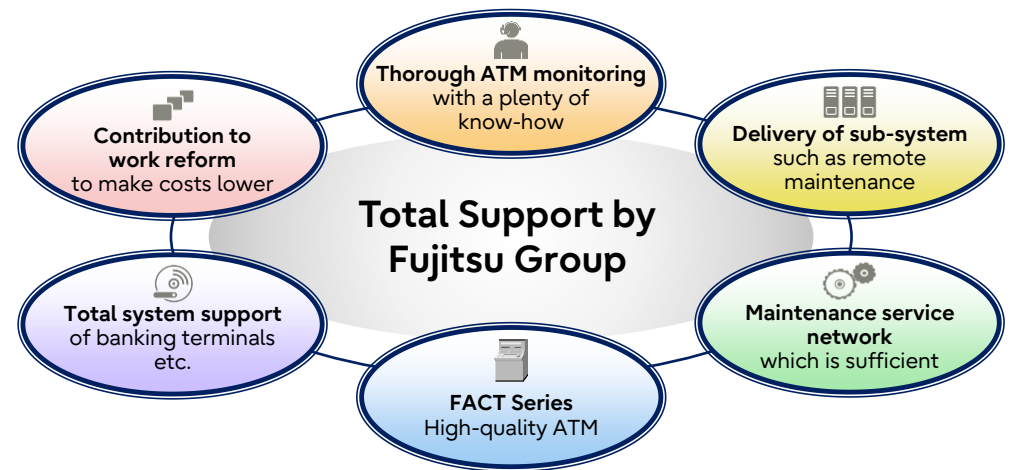 Thorough ATM monitoring
with a plenty of
know-how
Contribution to
work reform
to make costs lower
Delivery of sub-system
such as remote
maintenance
Total Support by
Fujitsu Group
Total system support
of banking terminals
etc.
Maintenance service
network
which is sufficient
FACT Series
High-quality ATM